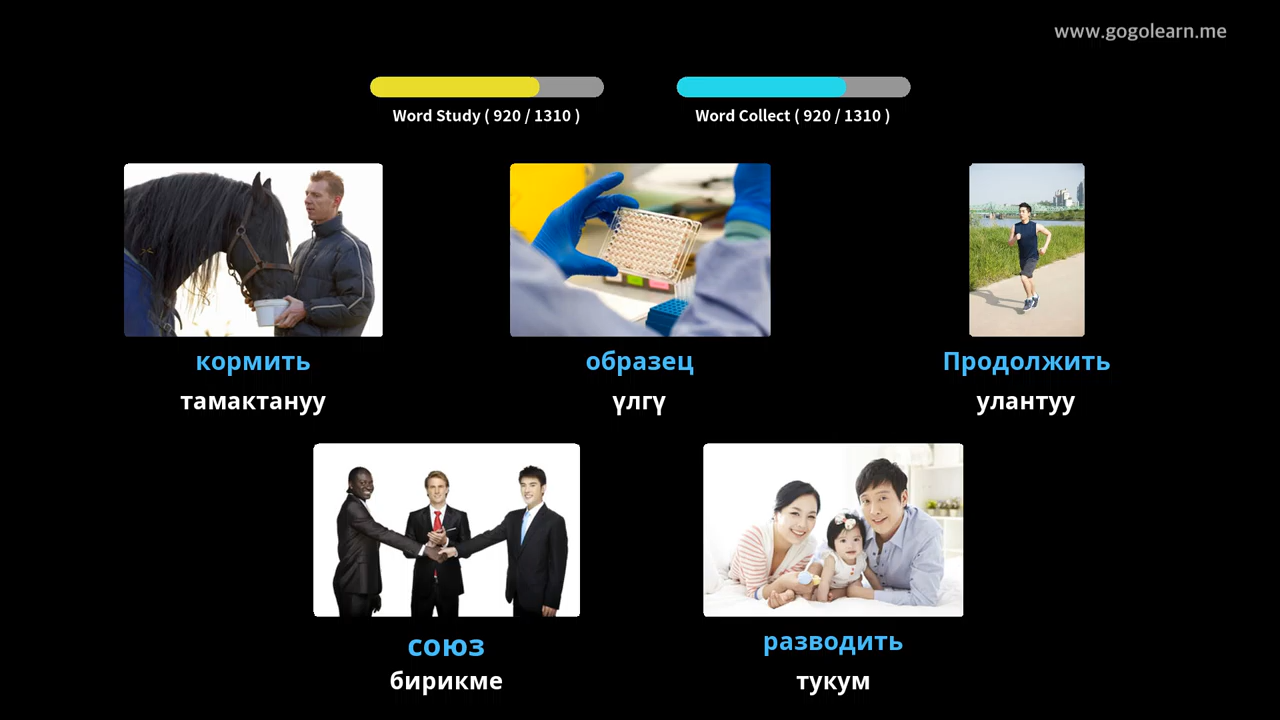 www.gogolearn.me
Word Study ( 920 / 1310 )
Word Collect ( 920 / 1310 )
кормить
тамактануу
образец
үлгү
Продолжить
улантуу
союз
бирикме
разводить
тукум